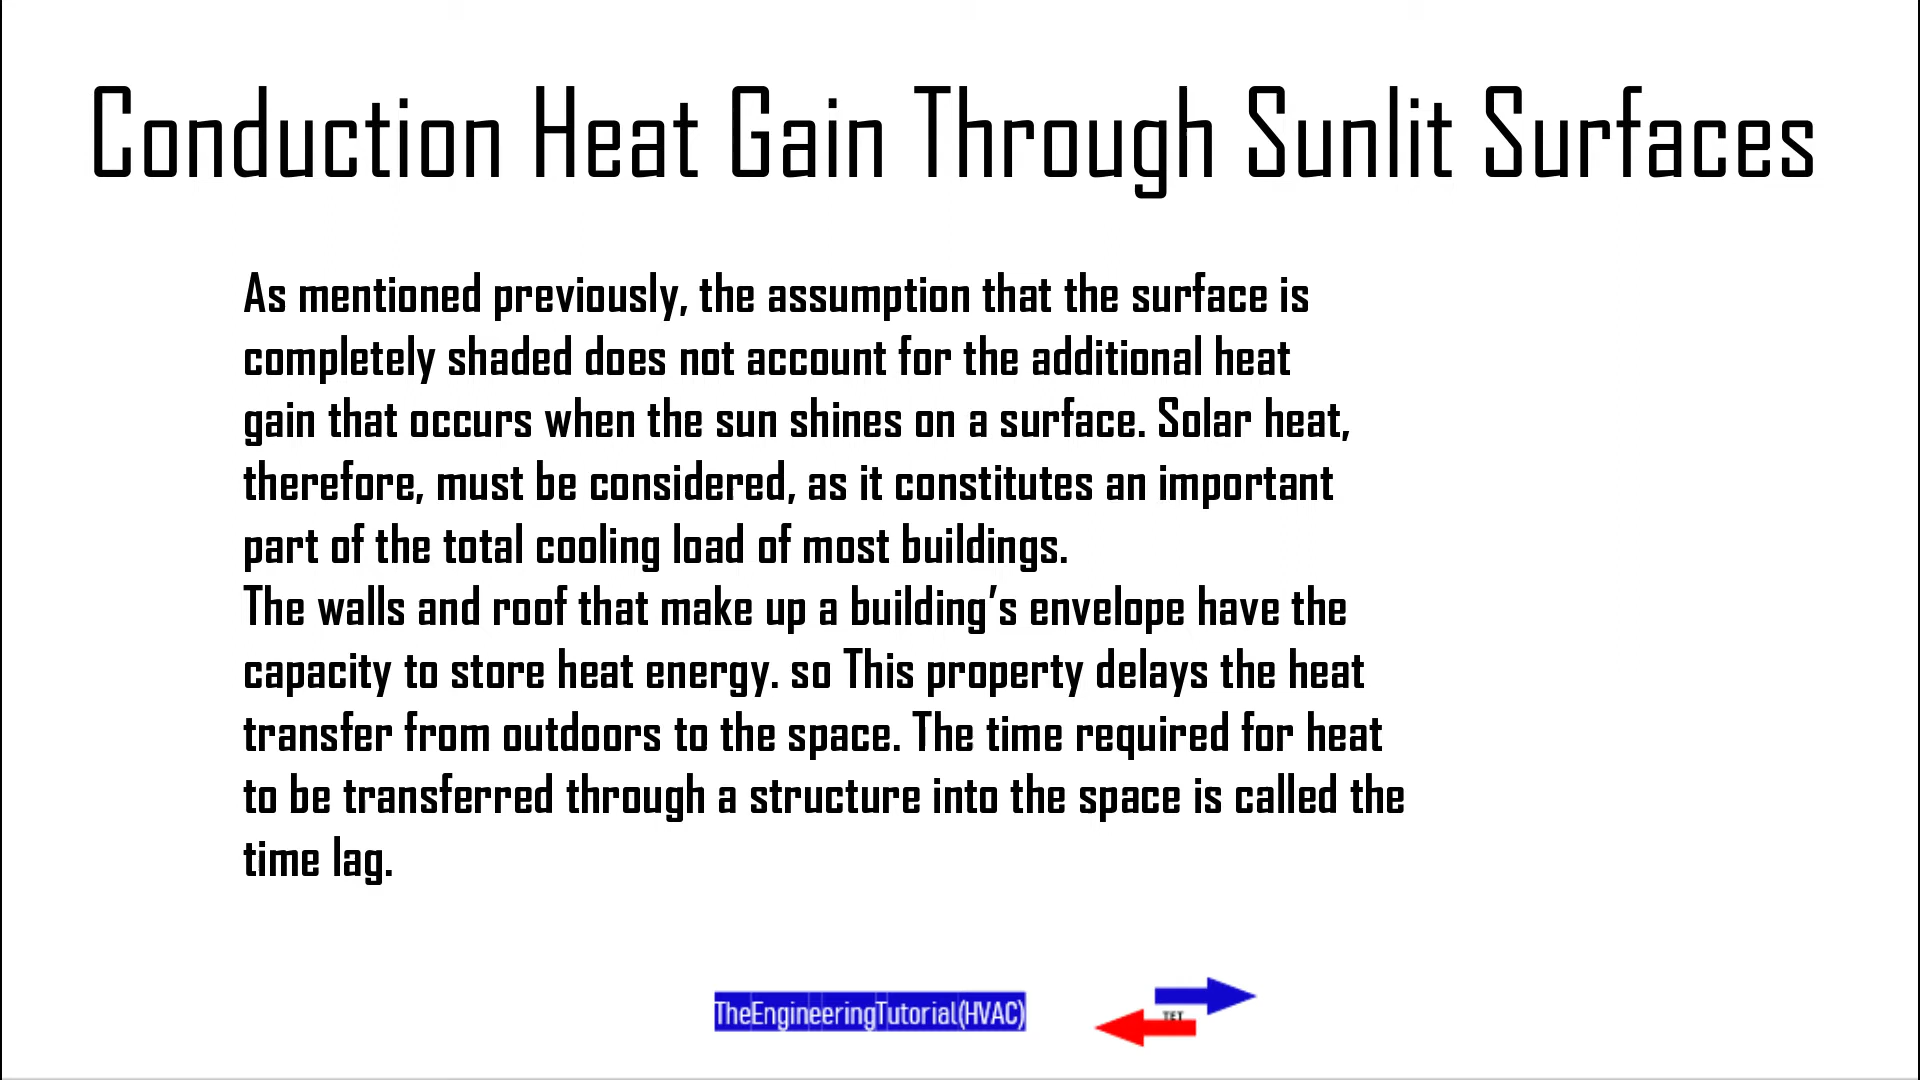 Conduction Heat Gain Through Sunlit Surfaces
As mentioned previously, the assumption that the surface is
completely shaded does not account for the additional heat
gain that occurs when the sun shines on a surface. Solar heat,
therefore, must be considered, as it constitutes an important
part of the total cooling load of most buildings.
The walls and roof that make up a building’s envelope have the
capacity to store heat energy. so This property delays the heat
transfer from outdoors to the space. The time required for heat
to be transferred through a structure into the space is called the
time lag.
TheEngineeringTutorial(HVAC)
TET